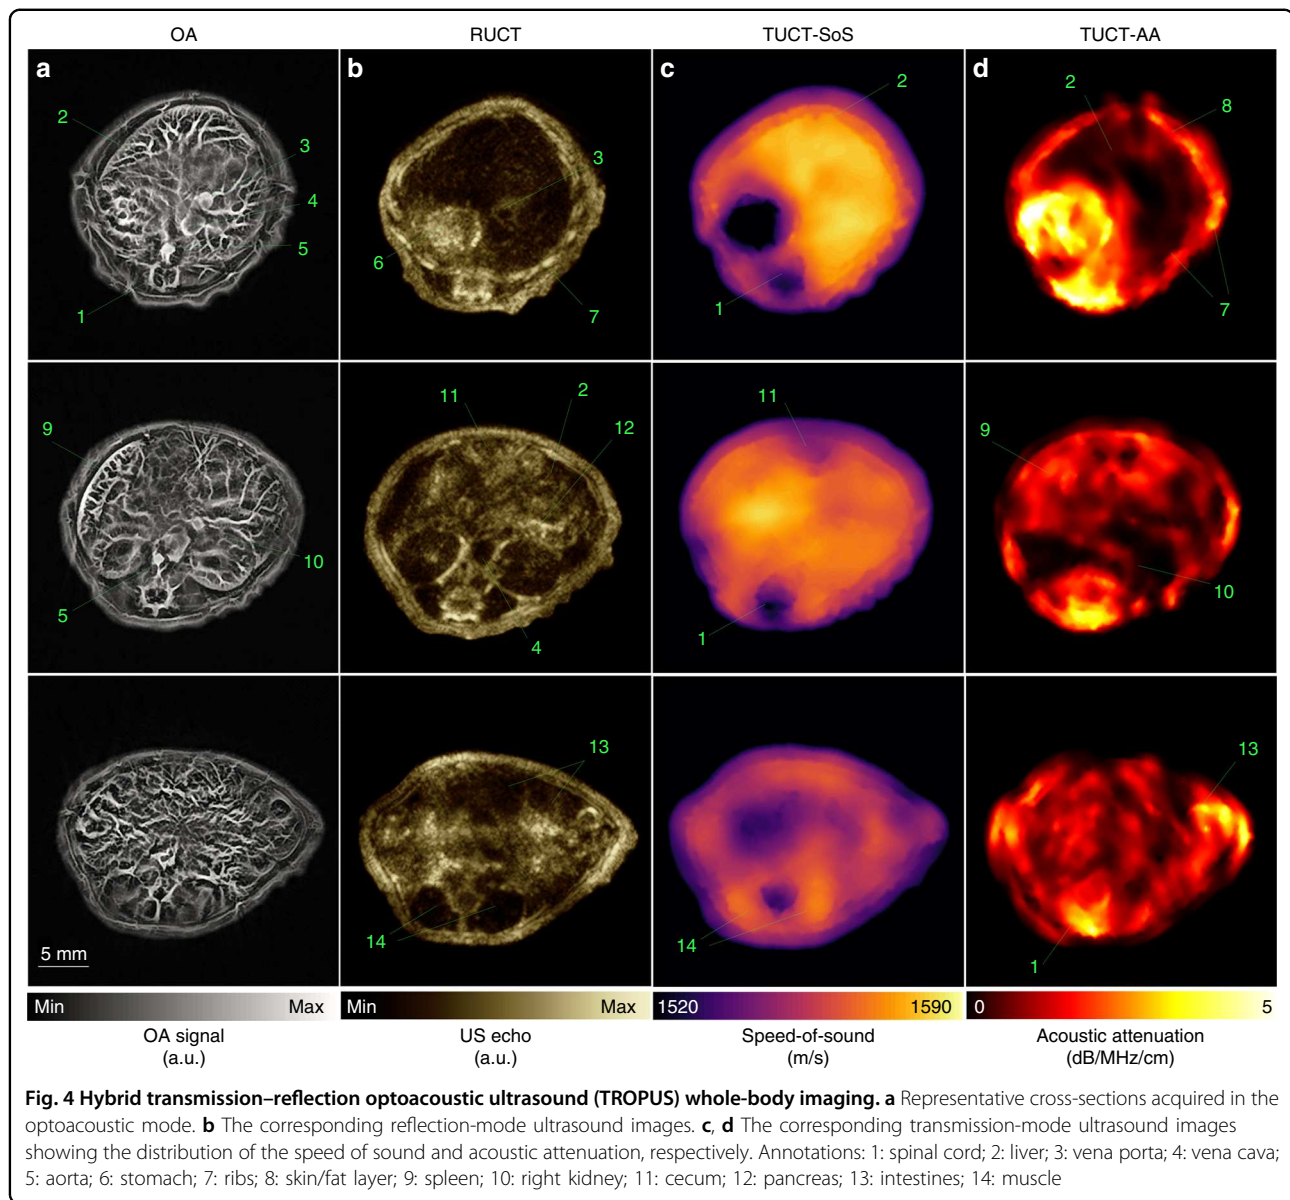 OA
RUCT
TUCT-SoS
TUCT-AA
a
2
3
4
5
1
b
3
6
7
c
2
1
d
2
8
7
9
10
5
11
2
12
4
11
1
9
10
5 mm
13
14
14
13
1
Min Max
Min Max
1520 1590
0 5
OA signal
(a.u.)
US echo
(a.u.)
Speed-of-sound
(m/s)
Acoustic attenuation
(dB/MHz/cm)
Fig. 4 Hybrid transmission–reflection optoacoustic ultrasound (TROPUS) whole-body imaging. a Representative cross-sections acquired in the
optoacoustic mode. b The corresponding reflection-mode ultrasound images. c, d The corresponding transmission-mode ultrasound images
showing the distribution of the speed of sound and acoustic attenuation, respectively. Annotations: 1: spinal cord; 2: liver; 3: vena porta; 4: vena cava;
5: aorta; 6: stomach; 7: ribs; 8: skin/fat layer; 9: spleen; 10: right kidney; 11: cecum; 12: pancreas; 13: intestines; 14: muscle